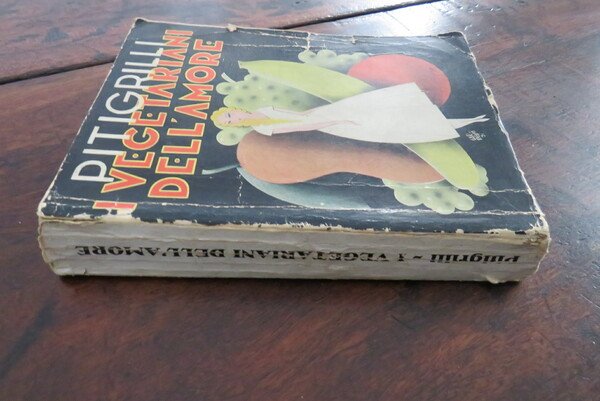 PITIGRILLI
I VEGETARIANI
DELL'AMORE
Pitigrilli ~ I VEGETARIANI DELL'AMORE